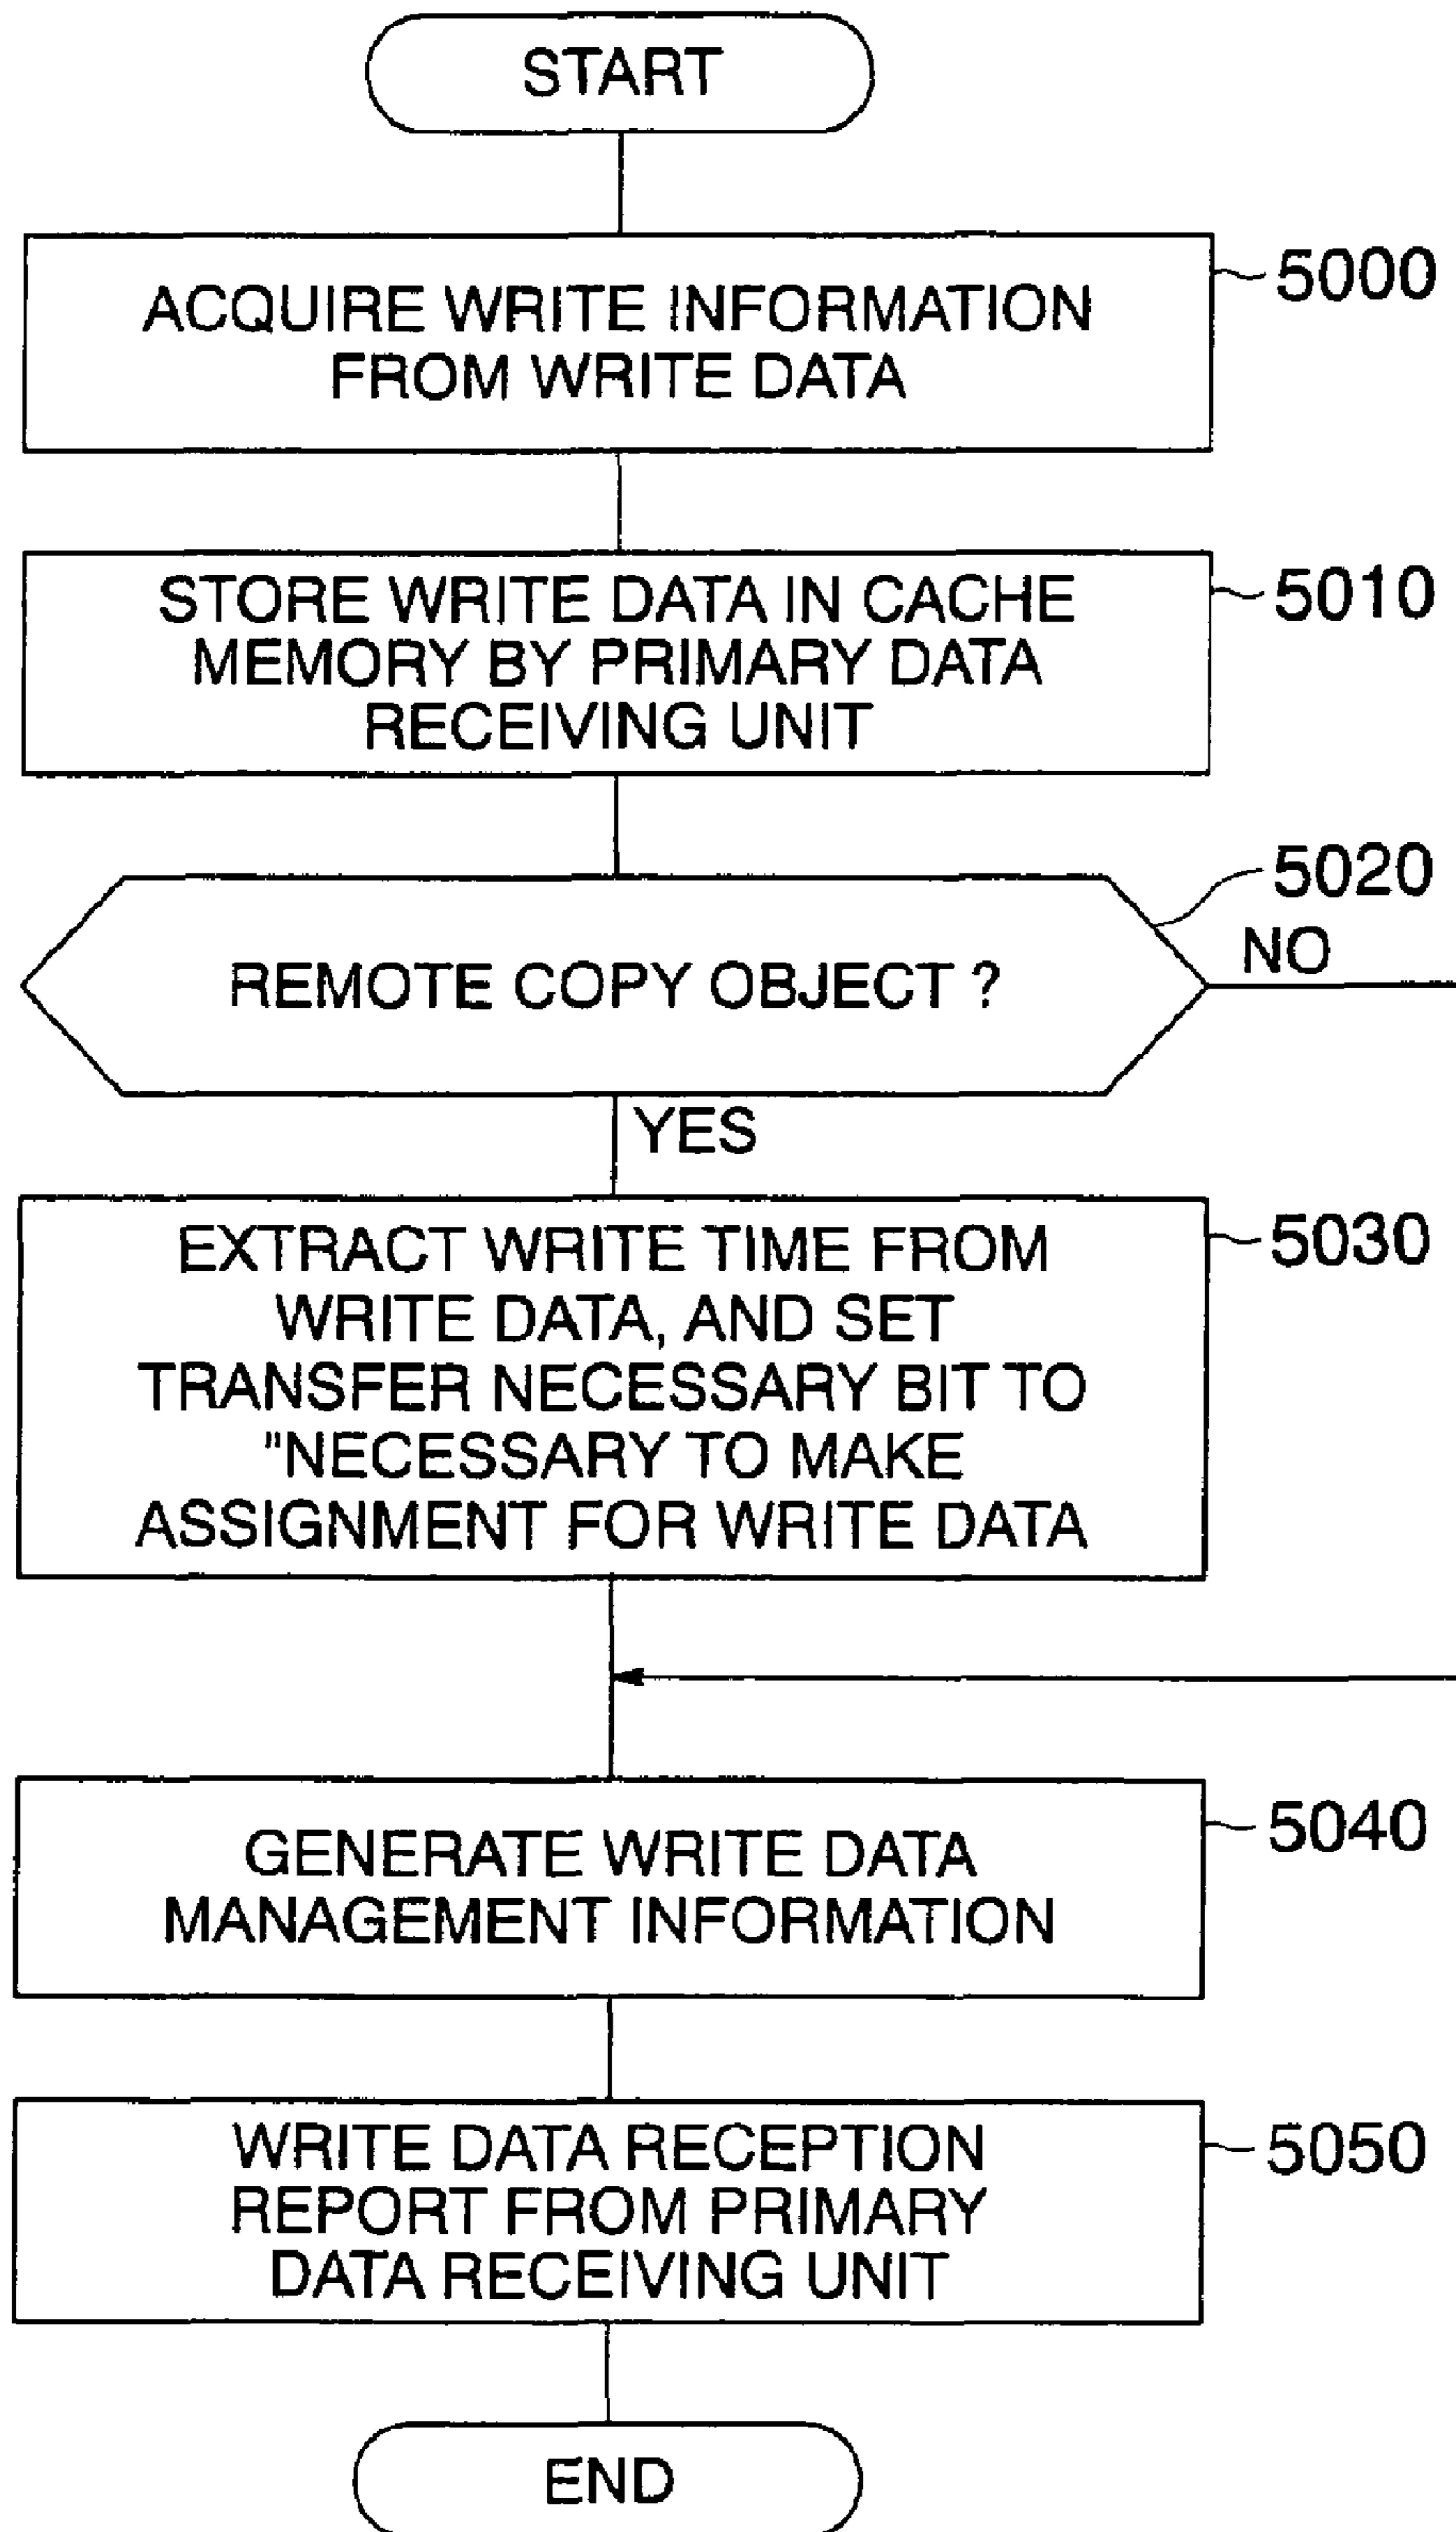 START
ACQUIRE WRITE INFORMATION
FROM WRITE DATA
5000
STORE WRITE DATA IN CACHE
MEMORY BY PRIMARY DATA
RECEIVING UNIT
5010
REMOTE COPY OBJECT ?
5020
NO
YES
EXTRACT WRITE TIME FROM
WRITE DATA, AND SET
TRANSFER NECESSARY BIT TO
"NECESSARY TO MAKE
ASSIGNMENT FOR WRITE DATA
5030
GENERATE WRITE DATA
MANAGEMENT INFORMATION
5040
WRITE DATA RECEPTION
REPORT FROM PRIMARY
DATA RECEIVING UNIT
5050
END